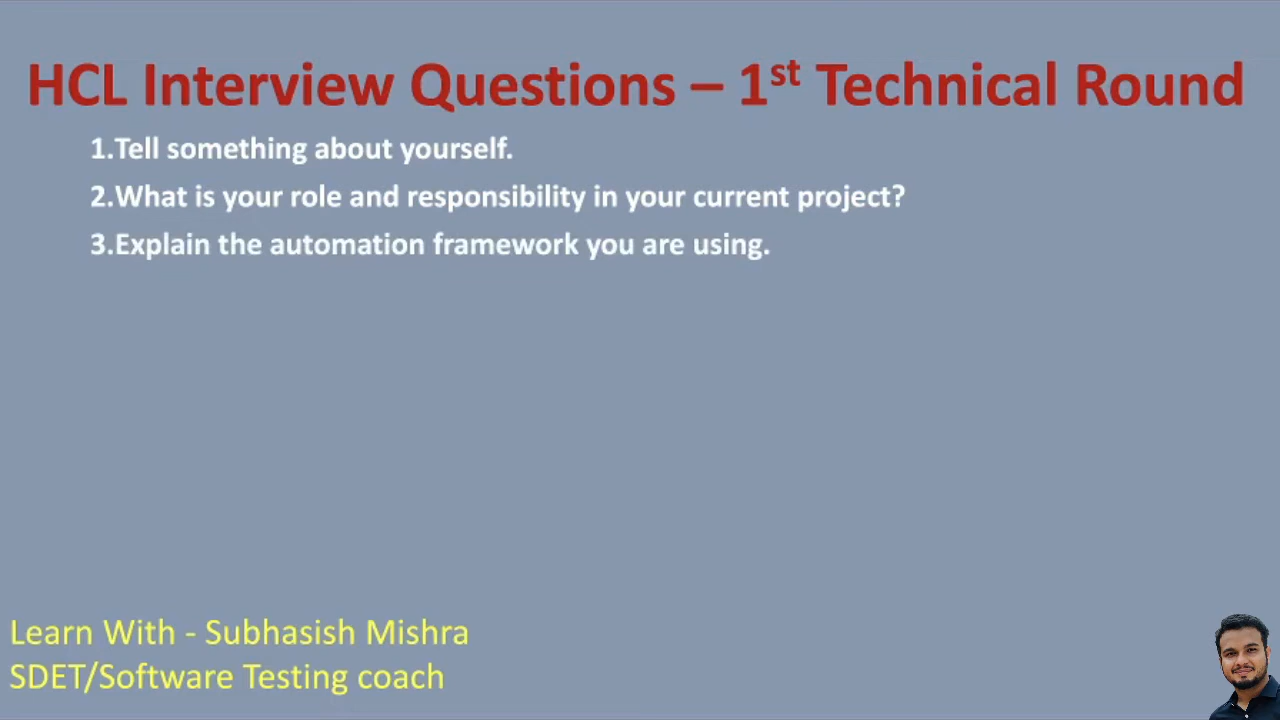 HCL Interview Questions – 1st Technical Round
1.Tell something about yourself.
2.What is your role and responsibility in your current project?
3.Explain the automation framework you are using.
Learn With - Subhasish Mishra
SDET/Software Testing coach